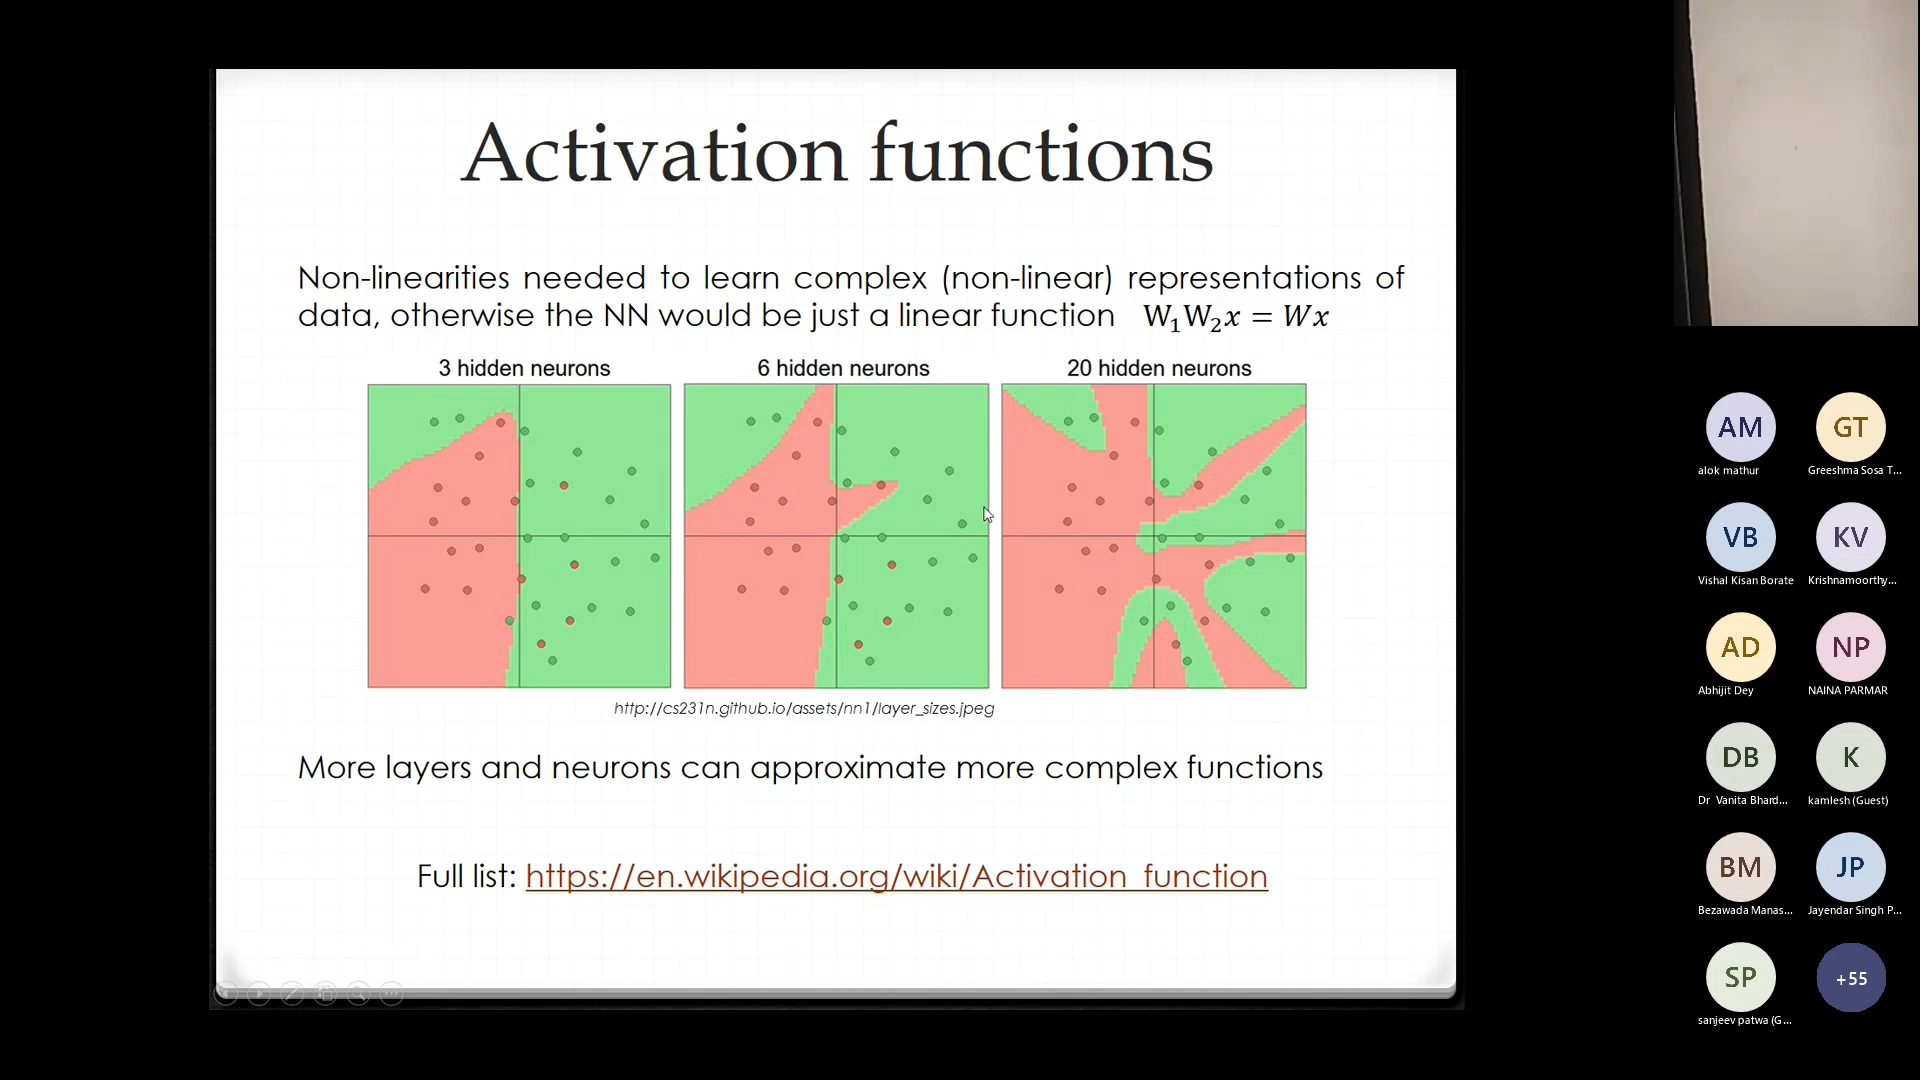 Activation functions
Non-linearities needed to learn complex (non-linear) representations of
data, otherwise the NN would be just a linear function W₁W₂x = Wx
3 hidden neurons
6 hidden neurons
20 hidden neurons
http://cs231n.github.io/assets/nn1/layer_sizes.jpeg
More layers and neurons can approximate more complex functions
Full list: https://en.wikipedia.org/wiki/Activation_function
AM
GT
alok mathur
Greeshma Sosa T...
VB
KV
Vishal Kisan Borate
Krishnamoorthy...
AD
NP
Abhijit Dey
NAINA PARMAR
DB
K
Dr Vanita Bhard...
kamlesh (Guest)
BM
JP
Bezawada Manas...
Jayendar Singh P...
SP
+55
sanjeev patwa (G...